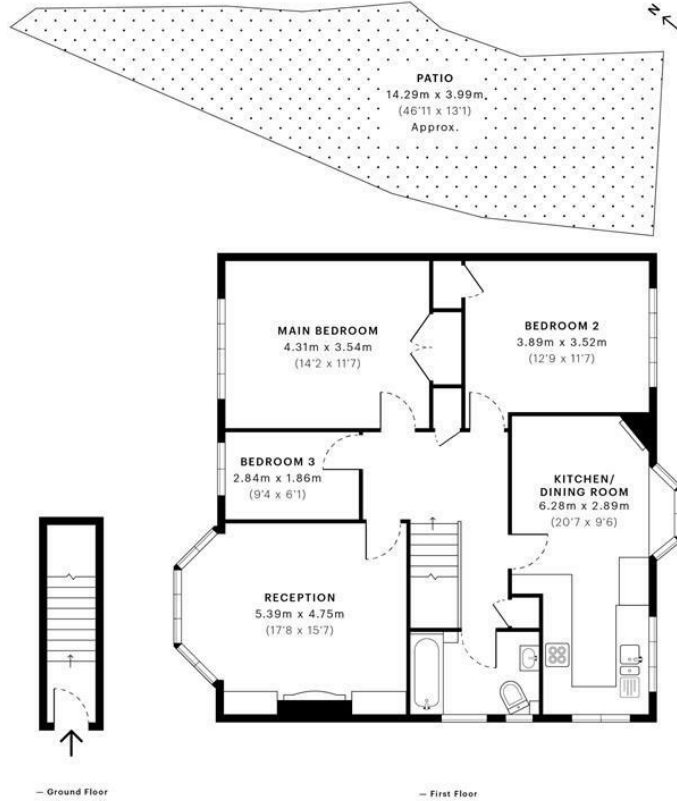 N
PATIO
14.29m x 3.99m
(46'11 x 13'1)
Approx.
MAIN BEDROOM
4.31m x 3.54m
(14'2 x 11'7)
BEDROOM 2
3.89m x 3.52m
(12'9 x 11'7)
BEDROOM 3
2.84m x 1.86m
(9'4 x 6'1)
KITCHEN/
DINING ROOM
6.28m x 2.89m
(20'7 x 9'6)
RECEPTION
5.39m x 4.75m
(17'8 x 15'7)
— Ground Floor
— First Floor